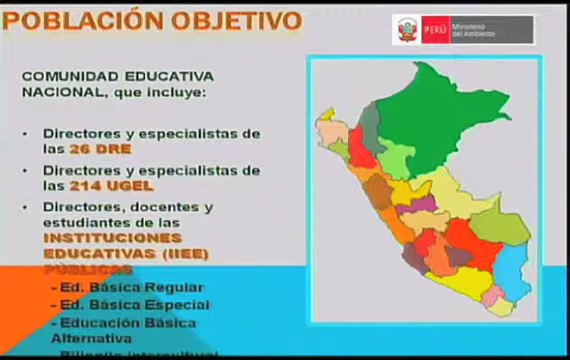 POBLACIÓN OBJETIVO
PERÚ
Ministerio
del Ambiente
COMUNIDAD EDUCATIVA
NACIONAL, que incluye:
• Directores y especialistas de
las 26 DRE
• Directores y especialistas de
las 214 UGEL
• Directores, docentes y
estudiantes de las
INSTITUCIONES
EDUCATIVAS (IIEE)
PÚBLICAS
- Ed. Básica Regular
- Ed. Básica Especial
- Educación Básica
Alternativa
- Bilingüe intercultural